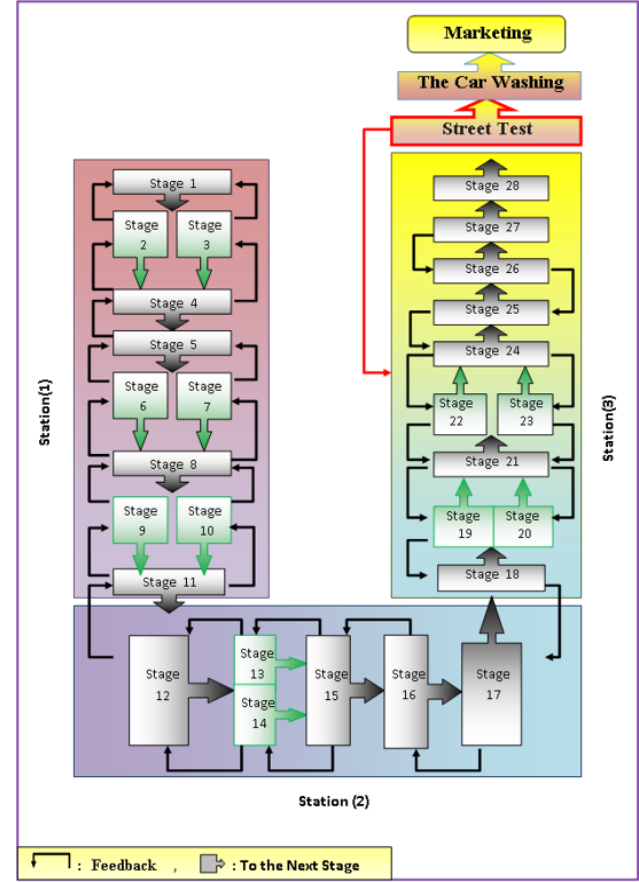 Marketing
The Car Washing
Street Test
Station(1)
Stage 1
Stage
2
Stage
3
Stage 4
Stage 5
Stage
6
Stage
7
Stage 8
Stage
9
Stage
10
Stage 11
Stage
12
Stage
13
Stage
14
Stage
15
Stage
16
Stage
17
Station (2)
Stage 28
Stage
27
Stage 26
Stage 25
Stage 24
Stage
22
Stage
23
Stage 21
Stage
19
Stage
20
Stage 18
Station(3)
: Feedback , : To the Next Stage